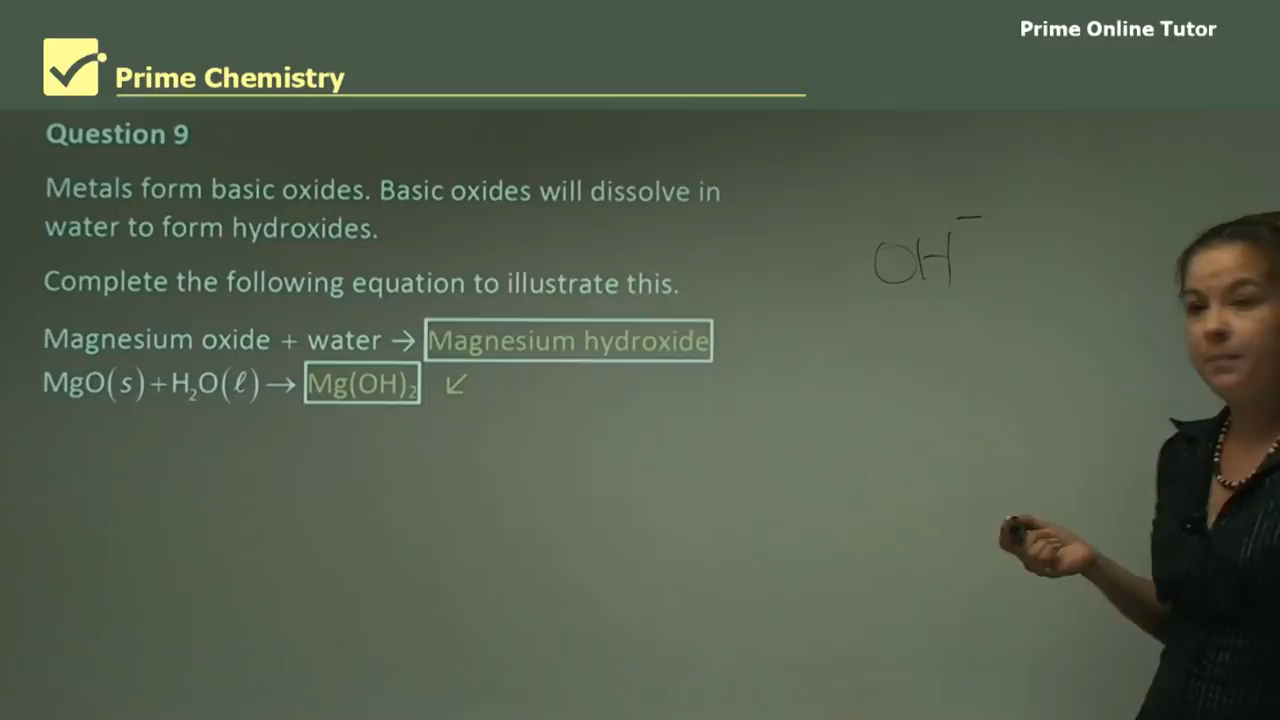 Prime Online Tutor
Prime Chemistry
Question 9
Metals form basic oxides. Basic oxides will dissolve in
water to form hydroxides.
OH⁻
Complete the following equation to illustrate this.
Magnesium oxide + water → Magnesium hydroxide
MgO(s)+H₂O(ℓ)→ Mg(OH)₂ ↙